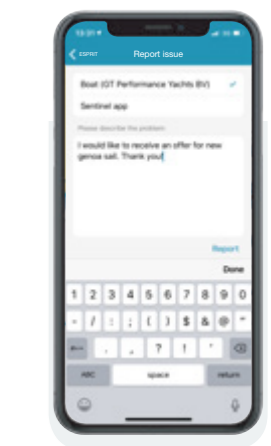 13:31
ESPRIT
Report issue
Boat (GT Performance Yachts BV)
Sentinel app
Please describe the problem:
I would like to receive an offer for new
genoa sail. Thank you!
Report
Done
1 2 3 4 5 6 7 8 9 0
- / : ; ( ) $ & @ "
#+= . , ? ! '
ABC space return